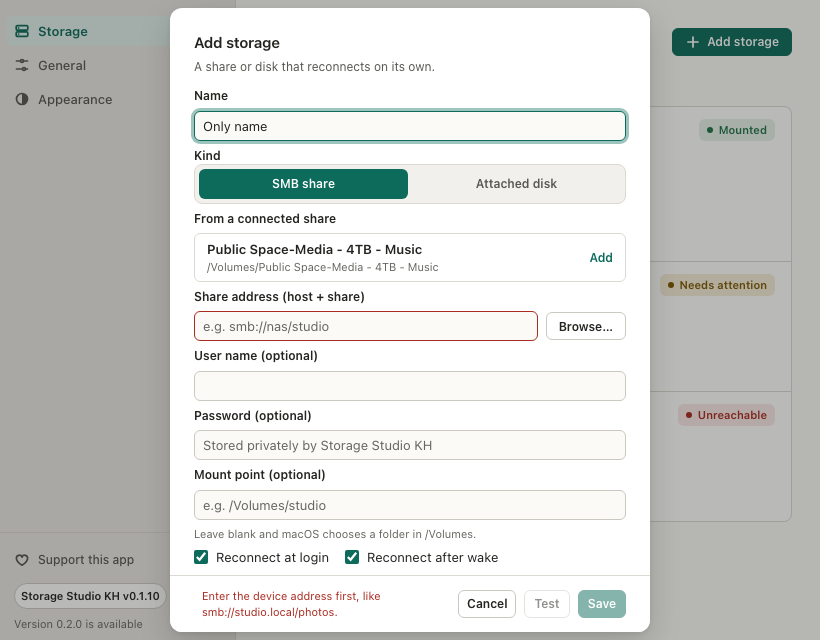 Storage
General
Appearance
Support this app
Storage Studio KH v0.1.10
Version 0.2.0 is available
Add storage
Mounted
Needs attention
Unreachable
Add storage
A share or disk that reconnects on its own.
Name
Only name
Kind
SMB share
Attached disk
From a connected share
Public Space-Media - 4TB - Music
/Volumes/Public Space-Media - 4TB - Music
Add
Share address (host + share)
e.g. smb://nas/studio
Browse...
User name (optional)
Password (optional)
Stored privately by Storage Studio KH
Mount point (optional)
e.g. /Volumes/studio
Leave blank and macOS chooses a folder in /Volumes.
Reconnect at login
Reconnect after wake
Enter the device address first, like
smb://studio.local/photos.
Cancel
Test
Save